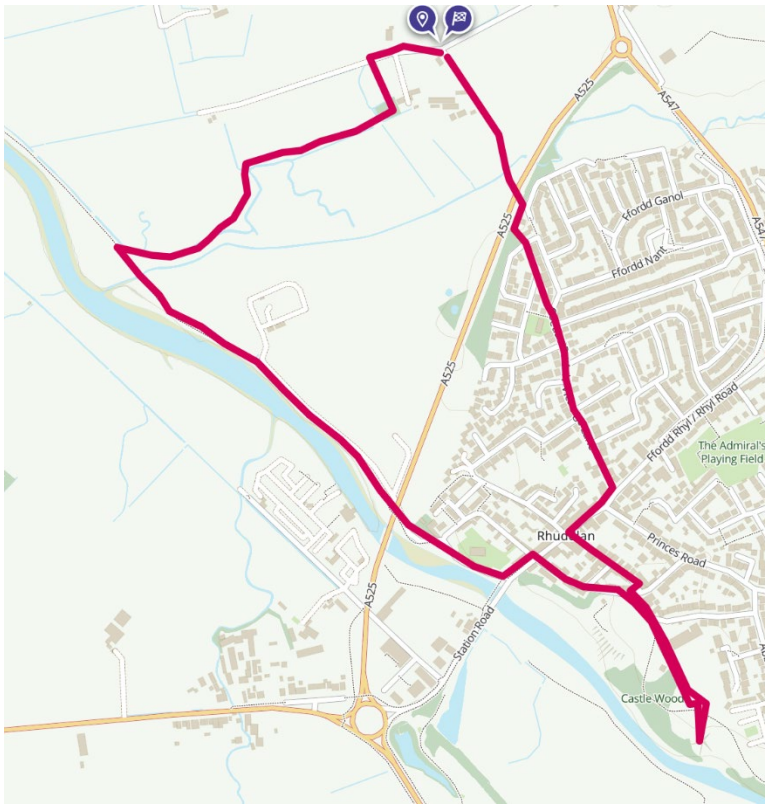 A525
A547
Ffordd Ganol
A525
A547
Ffordd Nant
A525
Ffordd Rhyl / Rhyl Road
The Admiral's
Playing Field
Princes Road
A525
Station Road
Castle Wood